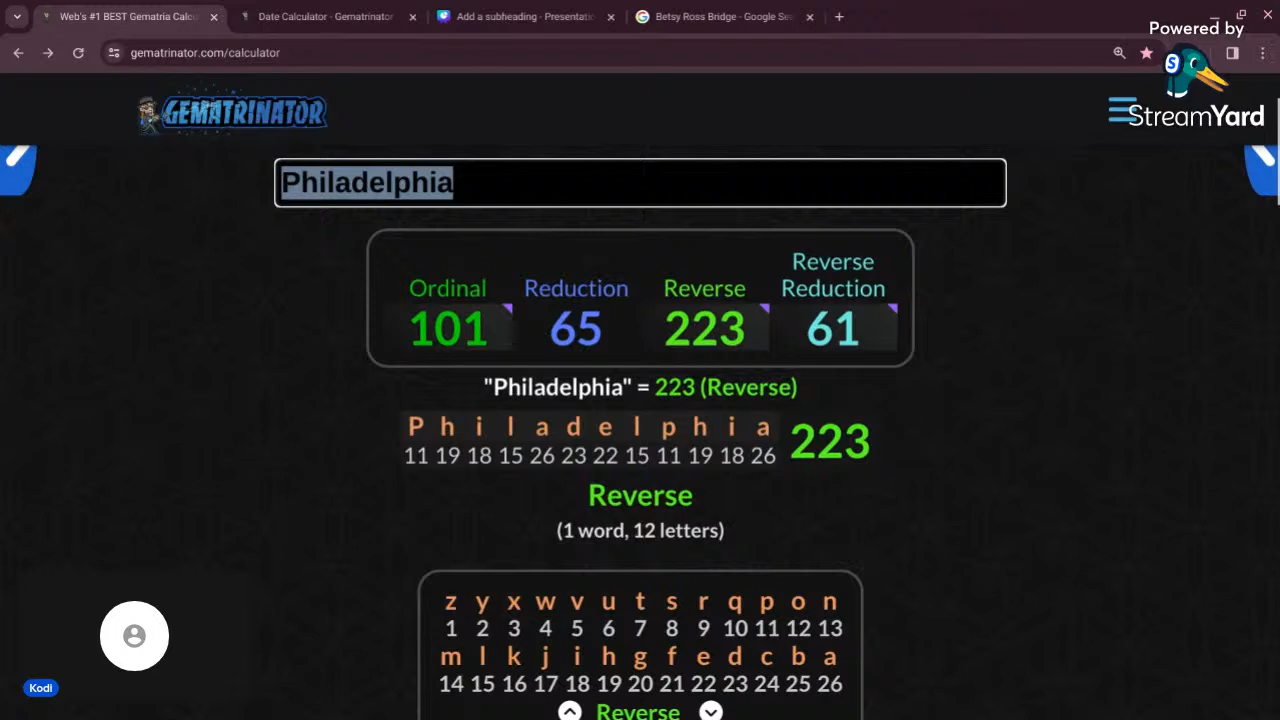 Web's #1 BEST Gematria Calcu
Date Calculator - Gematrinator
Add a subheading - Presentatio
Betsy Ross Bridge - Google Se
Powered by
gematrinator.com/calculator
GEMATRINATOR
S
StreamYard
Philadelphia
Ordinal Reduction Reverse Reverse Reduction
101 65 223 61
"Philadelphia" = 223 (Reverse)
P h i l a d e l p h i a 223
11 19 18 15 26 23 22 15 11 19 18 26
Reverse
(1 word, 12 letters)
z y x w v u t s r q p o n
1 2 3 4 5 6 7 8 9 10 11 12 13
m l k j i h g f e d c b a
14 15 16 17 18 19 20 21 22 23 24 25 26
Reverse
Kodi